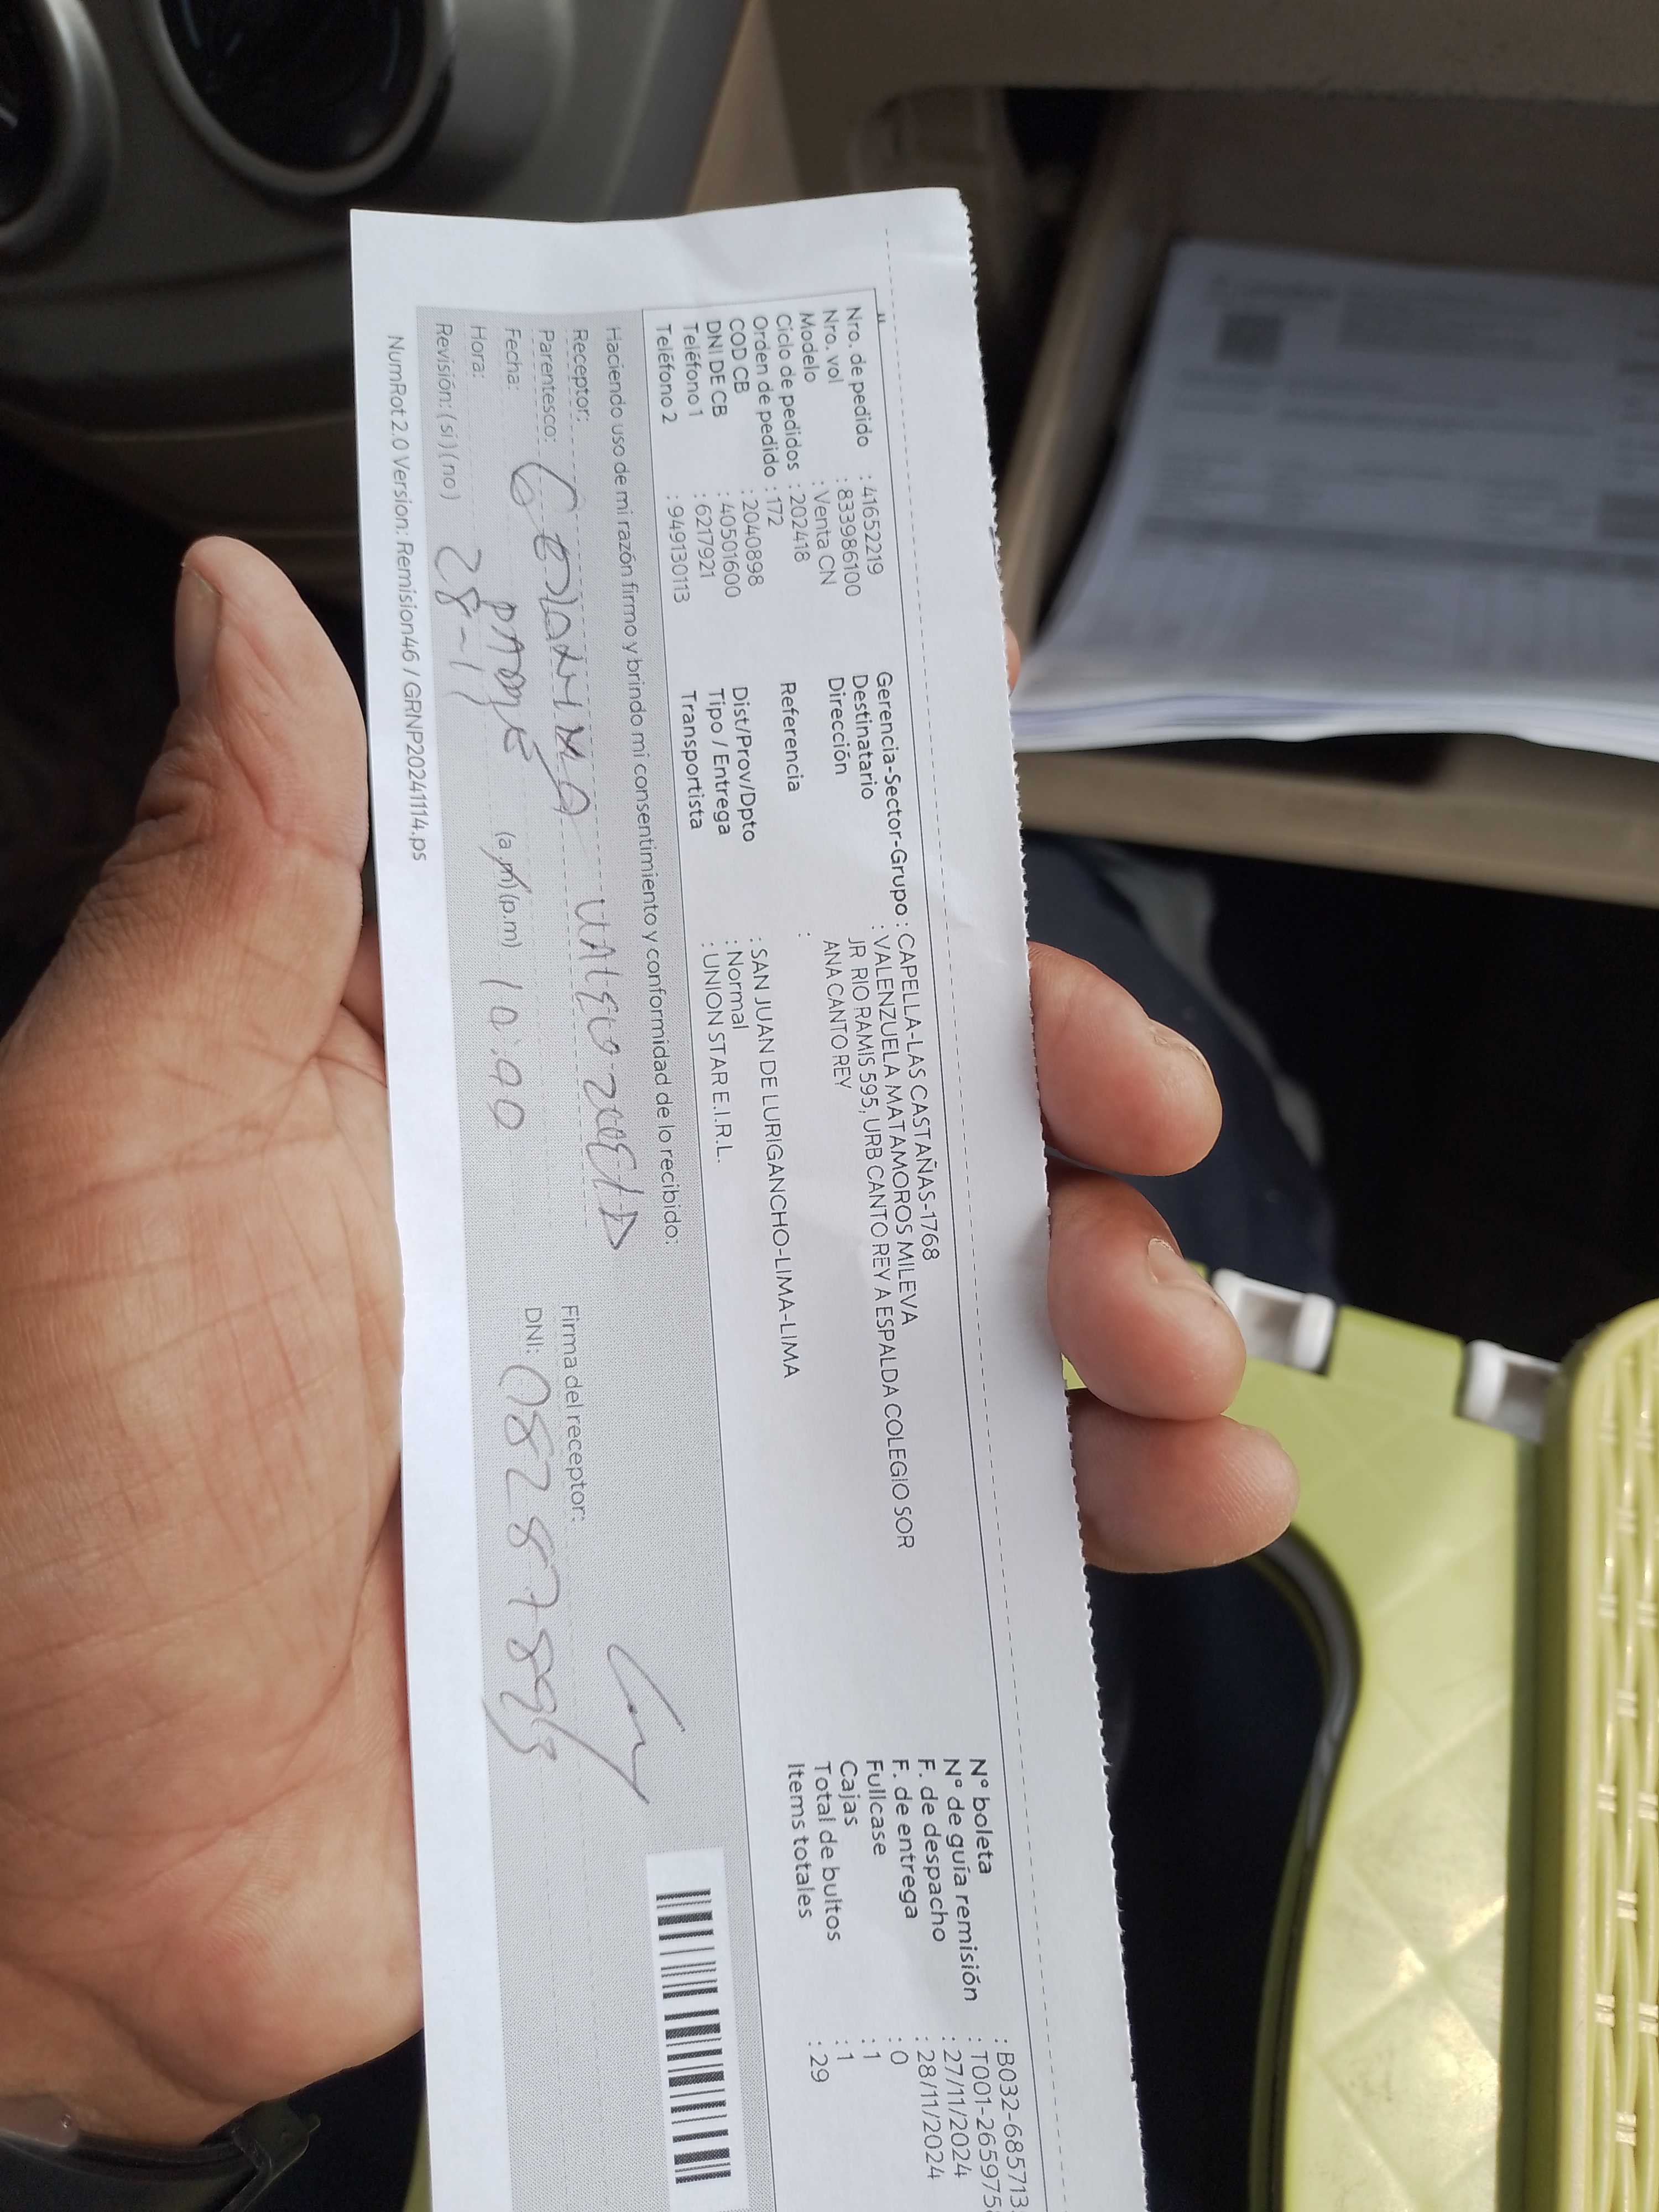 Nro. de pedido : 41652219
Nro. vol : 833986100
Modelo : Venta CN
Ciclo de pedidos : 202418
Orden de pedido : 172
COD CB : 2040898
DNI DE CB : 40501600
Teléfono 1 : 6217921
Teléfono 2 : 949130113
Gerencia-Sector-Grupo : CAPELLA-LAS CASTAÑAS-1768
Destinatario : VALENZUELA MATAMOROS MILEVA
Dirección JR RIO RAMIS 595, URB CANTO REY A ESPALDA COLEGIO SOR
ANA CANTO REY
Referencia :
Dist/Prov/Dpto : SAN JUAN DE LURIGANCHO-LIMA-LIMA
Tipo / Entrega : Normal
Transportista : UNION STAR E.I.R.L.
N° boleta : B032-685713
N° de guía remisión : T001-265975
F. de despacho : 27/11/2024
F. de entrega : 28/11/2024
Fullcase : 0
Cajas : 1
Total de bultos : 1
Items totales : 29
Haciendo uso de mi razón firmo y brindo mi consentimiento y conformidad de lo recibido:
Receptor:
Parentesco: PADRE
Fecha: 28-11
Hora: (a.m)(p.m) 10:40
Revisión: (si) (no)
Firma del receptor:
DNI:
NumRot 2.0 Version: Remision46 / GRNP20241114.ps